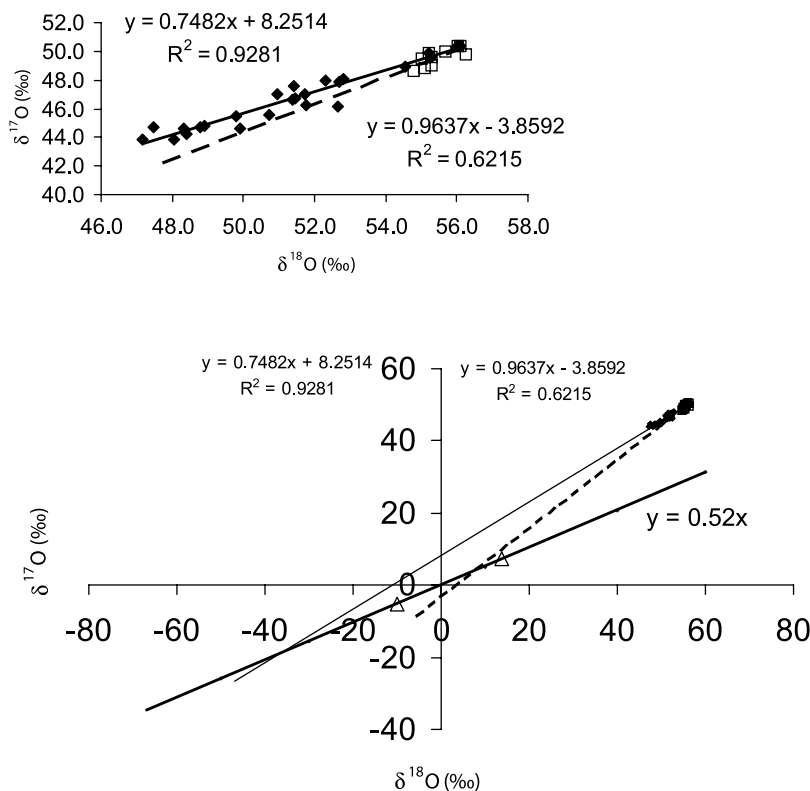 y = 0.7482x + 8.2514
R² = 0.9281
y = 0.9637x - 3.8592
R² = 0.6215
δ¹⁷O (‰)
52.0
50.0
48.0
46.0
44.0
42.0
40.0
46.0 48.0 50.0 52.0 54.0 56.0 58.0
δ¹⁸O (‰)
y = 0.7482x + 8.2514
R² = 0.9281
y = 0.9637x - 3.8592
R² = 0.6215
y = 0.52x
δ¹⁷O (‰)
60
40
20
0
-20
-40
-80 -60 -40 -20 0 20 40 60 80
δ¹⁸O (‰)